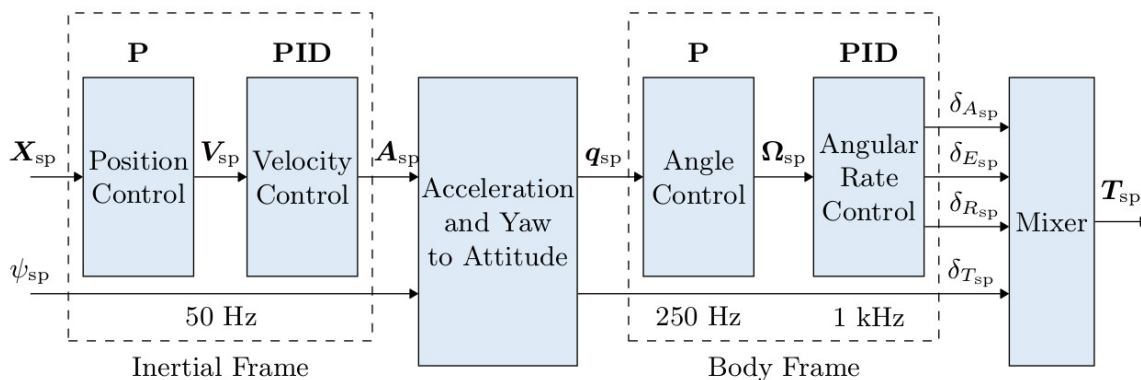 P
PID
P
PID
X_sp
Position
Control
V_sp
Velocity
Control
A_sp
Acceleration
and Yaw
to Attitude
q_sp
Angle
Control
Ω_sp
Angular
Rate
Control
δ_A_sp
δ_E_sp
δ_R_sp
δ_T_sp
Mixer
T_sp
ψ_sp
50 Hz
250 Hz
1 kHz
Inertial Frame
Body Frame